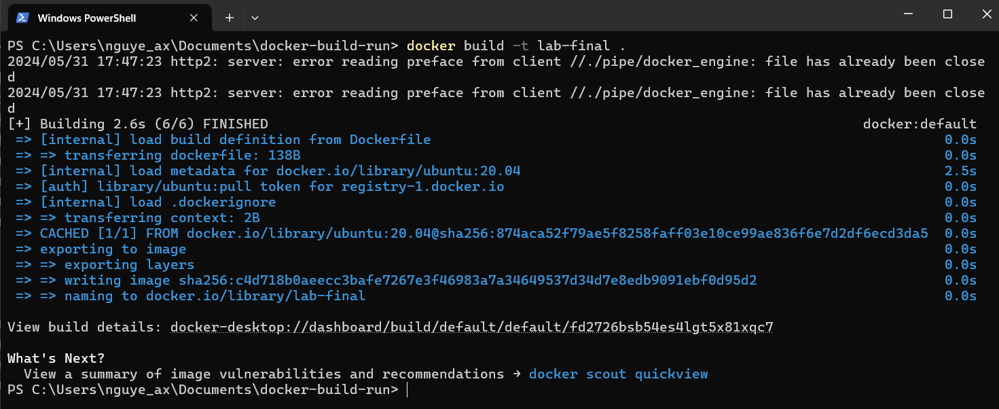 Windows PowerShell
PS C:\Users\nguye_ax\Documents\docker-build-run> docker build -t lab-final .
2024/05/31 17:47:23 http2: server: error reading preface from client //./pipe/docker_engine: file has already been close
d
2024/05/31 17:47:23 http2: server: error reading preface from client //./pipe/docker_engine: file has already been close
d
[+] Building 2.6s (6/6) FINISHED docker:default
=> [internal] load build definition from Dockerfile 0.0s
=> => transferring dockerfile: 138B 0.0s
=> [internal] load metadata for docker.io/library/ubuntu:20.04 2.5s
=> [auth] library/ubuntu:pull token for registry-1.docker.io 0.0s
=> [internal] load .dockerignore 0.0s
=> => transferring context: 2B 0.0s
=> CACHED [1/1] FROM docker.io/library/ubuntu:20.04@sha256:874aca52f79ae5f8258faff03e10ce99ae836f6e7d2df6ecd3da5 0.0s
=> exporting to image 0.0s
=> => exporting layers 0.0s
=> => writing image sha256:c4d718b0aeecc3bafe7267e3f46983a7a34649537d34d7e8edb9091ebf0d95d2 0.0s
=> => naming to docker.io/library/lab-final 0.0s
View build details: docker-desktop://dashboard/build/default/default/fd2726bsb54es4lgt5x81xqc7
What's Next?
View a summary of image vulnerabilities and recommendations → docker scout quickview
PS C:\Users\nguye_ax\Documents\docker-build-run>